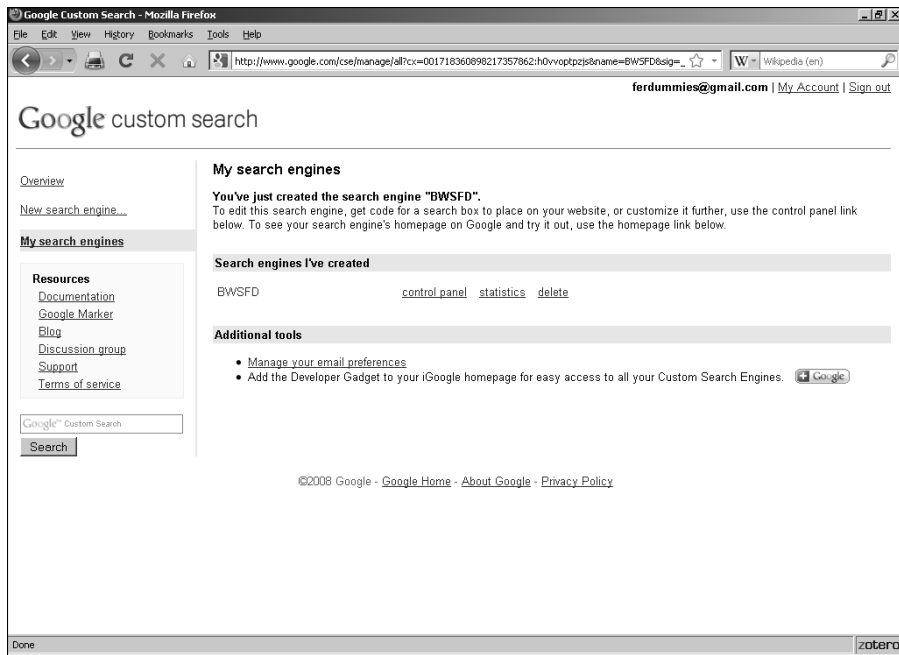 Google Custom Search - Mozilla Firefox
File Edit View History Bookmarks Tools Help
http://www.google.com/cse/manage/all?cx=001718360898217357862:h0vvoptpzjs&name=BWSFD&sig=_ W Wikipedia (en)
ferdummies@gmail.com | My Account | Sign out
Google custom search
Overview
New search engine...
My search engines
Resources
Documentation
Google Marker
Blog
Discussion group
Support
Terms of service
Google™ Custom Search
Search
My search engines
You've just created the search engine "BWSFD".
To edit this search engine, get code for a search box to place on your website, or customize it further, use the control panel link
below. To see your search engine's homepage on Google and try it out, use the homepage link below.
Search engines I've created
BWSFD control panel statistics delete
Additional tools
• Manage your email preferences
• Add the Developer Gadget to your iGoogle homepage for easy access to all your Custom Search Engines. Google
©2008 Google - Google Home - About Google - Privacy Policy
Done zotero